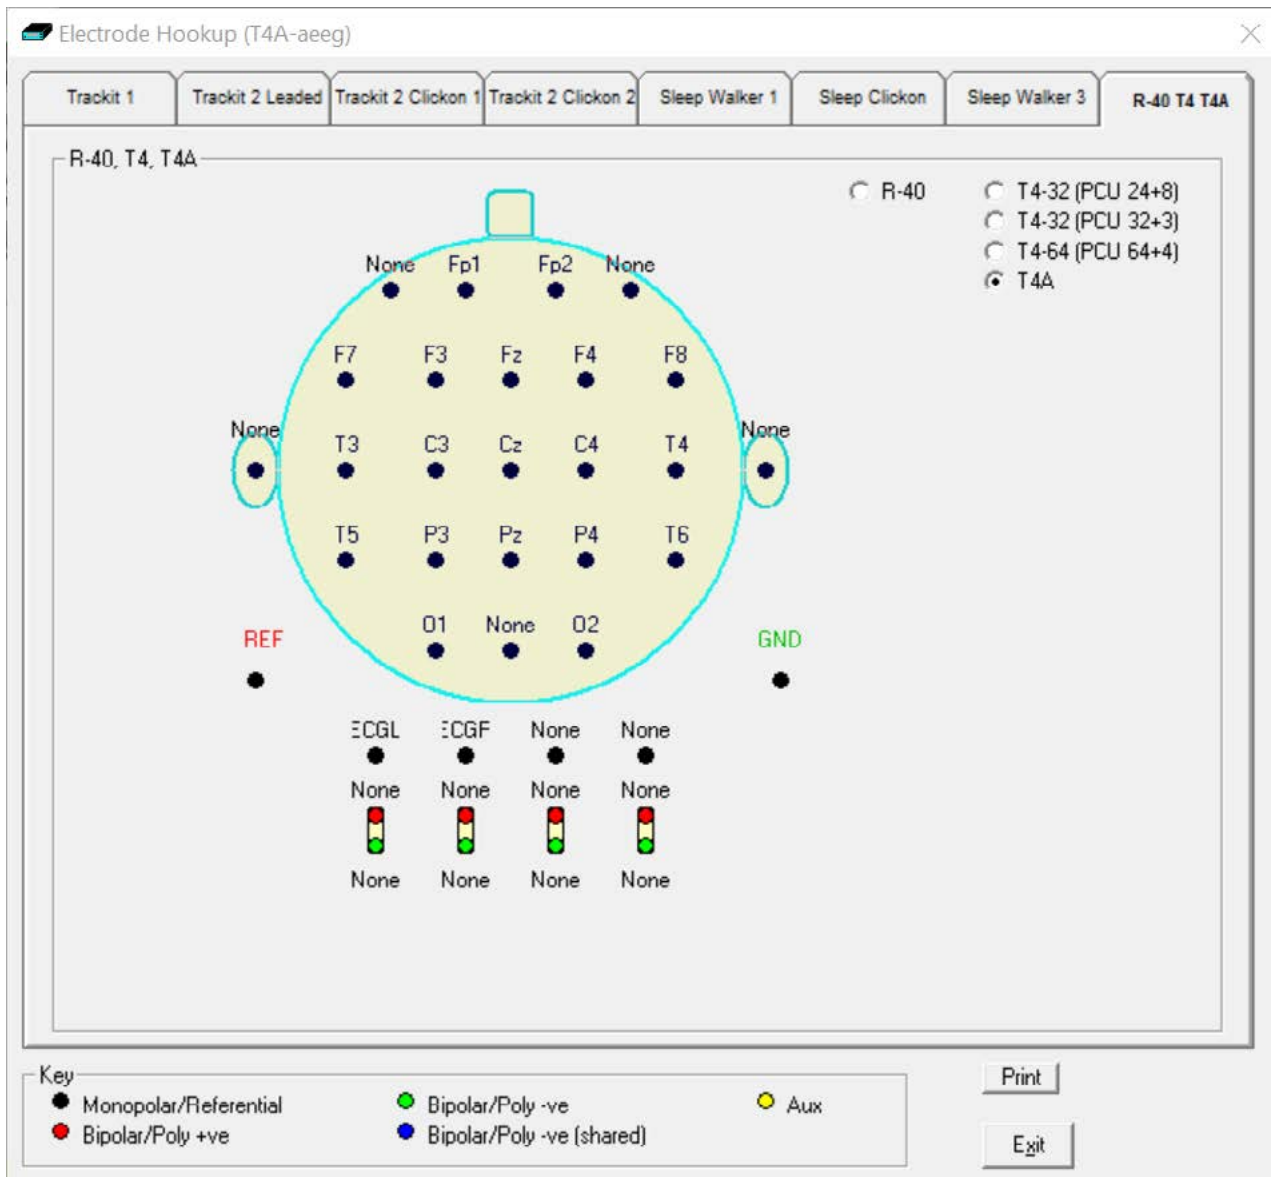 Electrode Hookup (T4A-aeeg)
Trackit 1 Trackit 2 Leaded Trackit 2 Clickon 1 Trackit 2 Clickon 2 Sleep Walker 1 Sleep Clickon Sleep Walker 3 R-40 T4 T4A
R-40, T4, T4A
R-40 T4-32 (PCU 24+8)
T4-32 (PCU 32+3)
T4-64 (PCU 64+4)
T4A
None Fp1 Fp2 None
F7 F3 Fz F4 F8
None T3 C3 Cz C4 T4 None
T5 P3 Pz P4 T6
REF O1 None O2 GND
ECGL ECGF None None
None None None None
None None None None
Key
Monopolar/Referential Bipolar/Poly -ve Aux
Bipolar/Poly +ve Bipolar/Poly -ve (shared)
Print
Exit